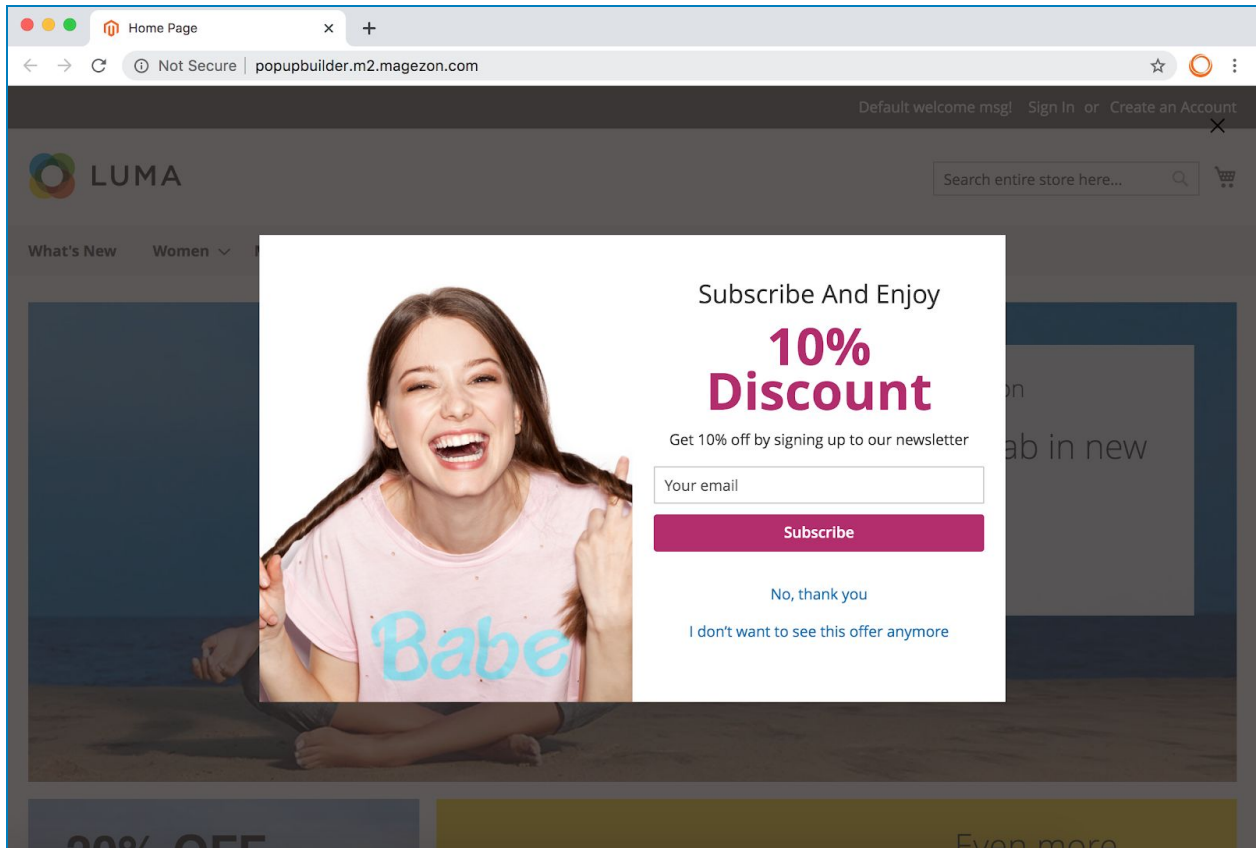 Home Page
Not Secure | popupbuilder.m2.magezon.com
Default welcome msg! Sign In or Create an Account
LUMA
Search entire store here...
What's New Women
Subscribe And Enjoy
10%
Discount
Get 10% off by signing up to our newsletter
Your email
Subscribe
No, thank you
I don't want to see this offer anymore
Babe
ab in new
OFF
Even more